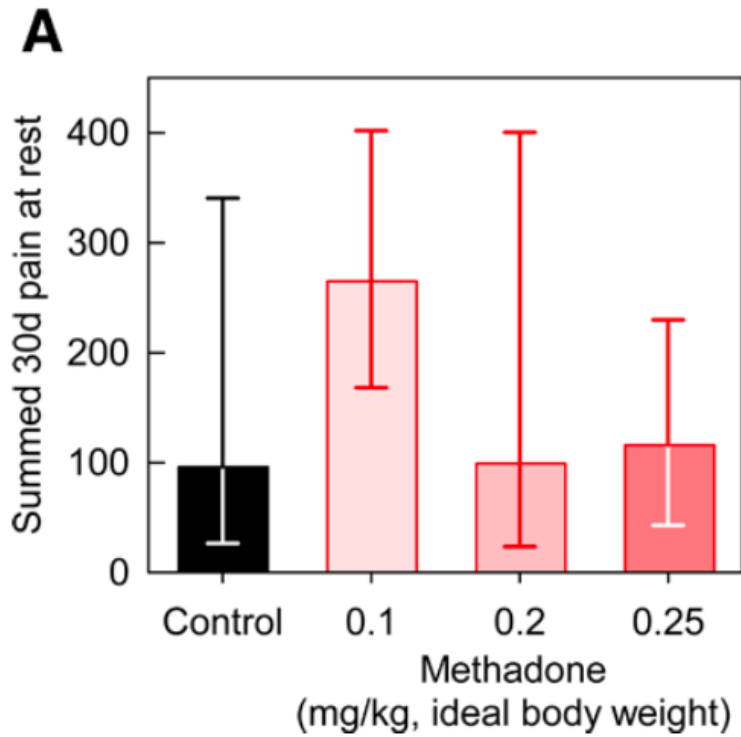 A
Summed 30d pain at rest
400
300
200
100
0
Control 0.1 0.2 0.25
Methadone
(mg/kg, ideal body weight)